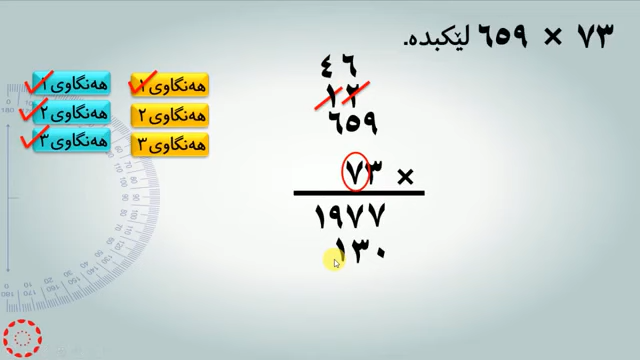 ٧٣ × ٦٥٩ لێکبدە.
٤ ٦
١ ٢
٦٥٩
× ٧٣
١٩٧٧
١٣٠
هەنگاوی ١
هەنگاوی ٢
هەنگاوی ٣
هەنگاوی ١
هەنگاوی ٢
هەنگاوی ٣